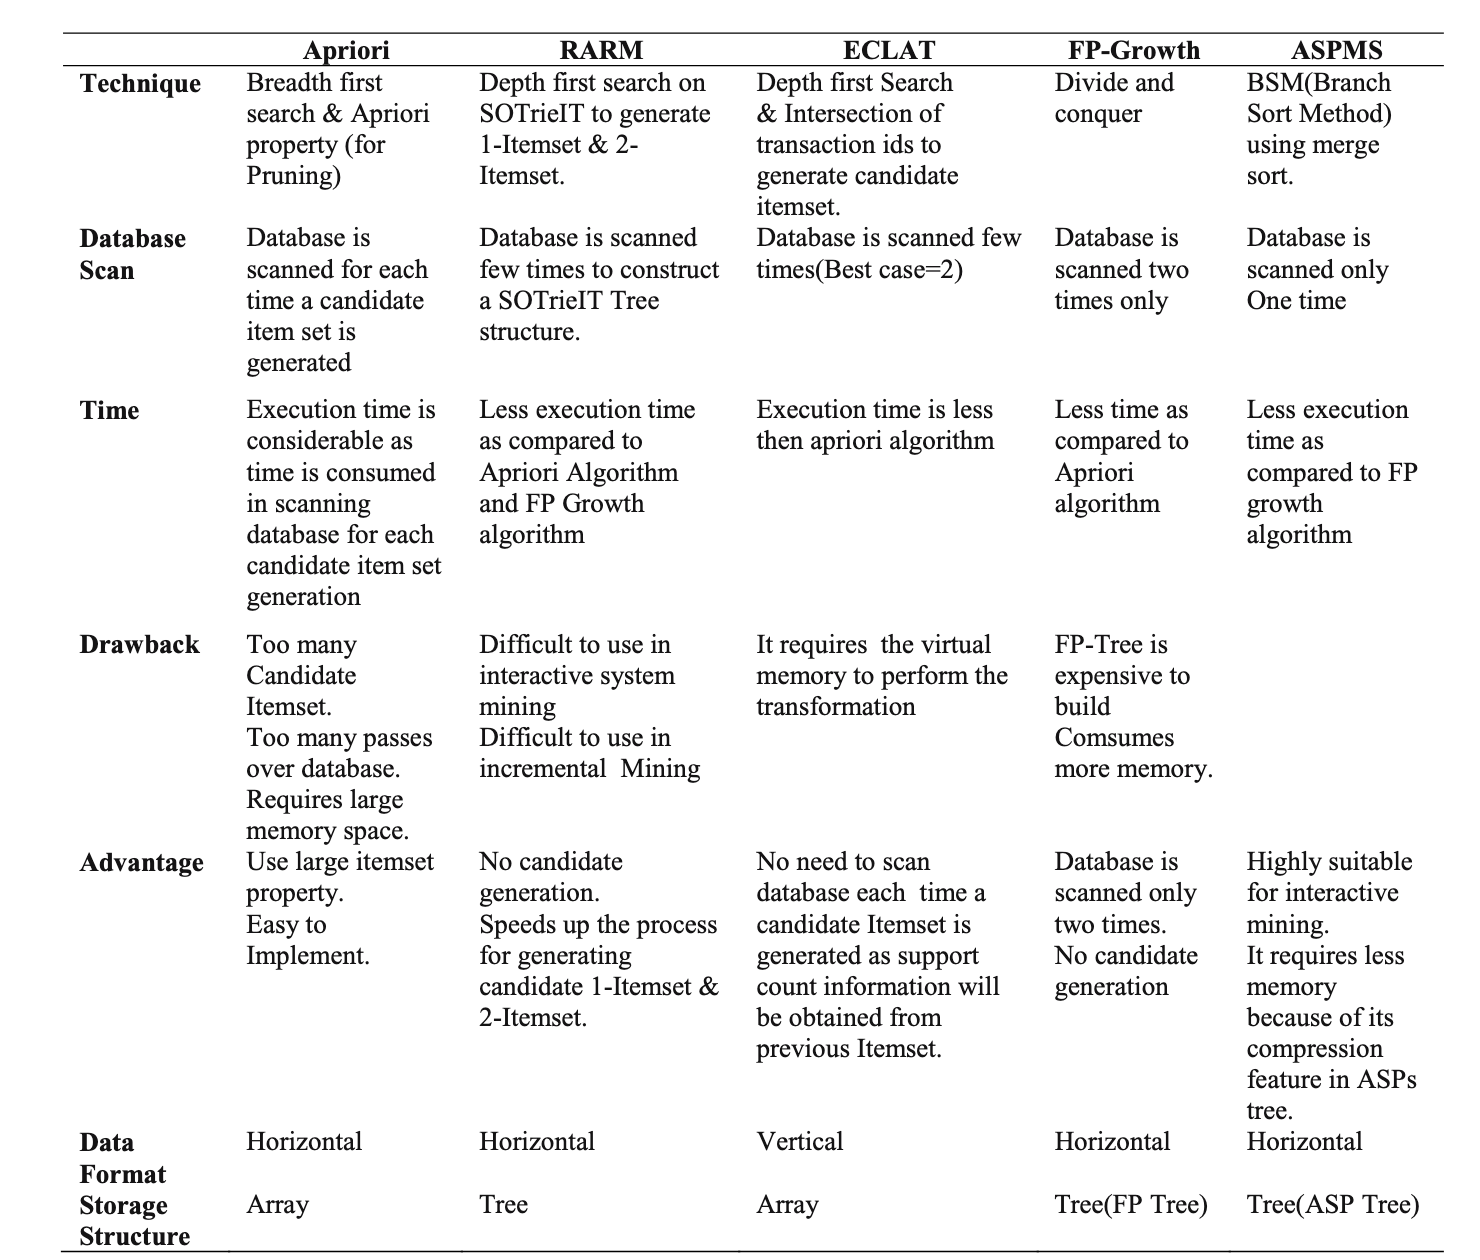 Apriori RARM ECLAT FP-Growth ASPMS
Technique Breadth first Depth first search on Depth first Search Divide and BSM(Branch
search & Apriori SOTrieIT to generate & Intersection of conquer Sort Method)
property (for 1-Itemset & 2- transaction ids to using merge
Pruning) Itemset. generate candidate sort.
itemset.
Database Database is Database is scanned Database is scanned few Database is Database is
Scan scanned for each few times to construct times(Best case=2) scanned two scanned only
time a candidate a SOTrieIT Tree times only One time
item set is structure.
generated
Time Execution time is Less execution time Execution time is less Less time as Less execution
considerable as as compared to then apriori algorithm compared to time as
time is consumed Apriori Algorithm Apriori compared to FP
in scanning and FP Growth algorithm growth
database for each algorithm algorithm
candidate item set
generation
Drawback Too many Difficult to use in It requires the virtual FP-Tree is
Candidate interactive system memory to perform the expensive to
Itemset. mining transformation build
Too many passes Difficult to use in Comsumes
over database. incremental Mining more memory.
Requires large
memory space.
Advantage Use large itemset No candidate No need to scan Database is Highly suitable
property. generation. database each time a scanned only for interactive
Easy to Speeds up the process candidate Itemset is two times. mining.
Implement. for generating generated as support No candidate It requires less
candidate 1-Itemset & count information will generation memory
2-Itemset. be obtained from because of its
previous Itemset. compression
feature in ASPs
tree.
Data Horizontal Horizontal Vertical Horizontal Horizontal
Format
Storage Array Tree Array Tree(FP Tree) Tree(ASP Tree)
Structure